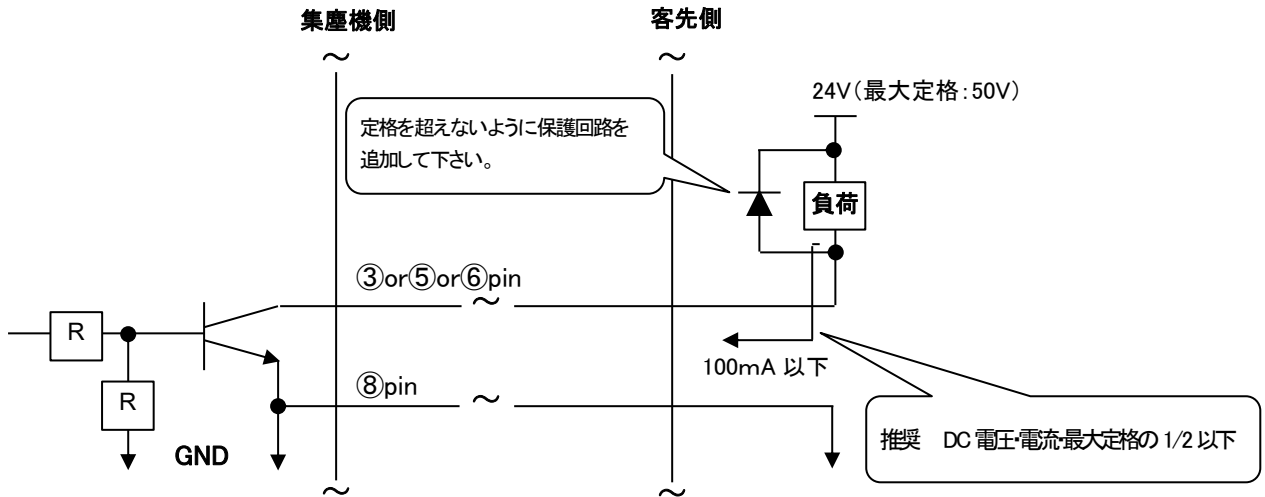 集塵機側
客先側
24V(最大定格:50V)
定格を超えないように保護回路を
追加して下さい。
負荷
③or⑤or⑥pin
R
100mA 以下
R
⑧pin
GND
推奨 DC電圧・電流・最大定格の 1/2 以下